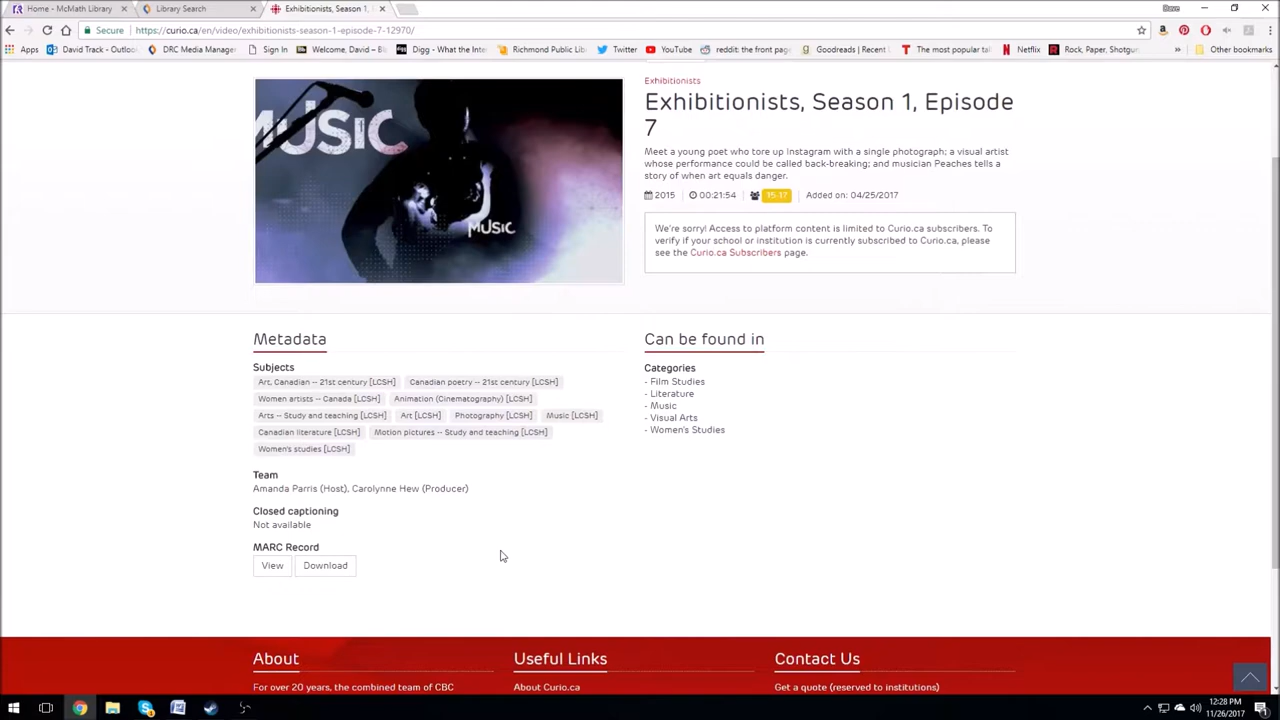 Home - McMath Library
Library Search
Exhibitionists, Season 1,
Dave
Secure
https://curio.ca/en/video/exhibitionists-season-1-episode-7-12970/
Apps
David Track - Outloo
DRC Media Manager
Sign In
Welcome, David – B
Digg - What the Inte
Richmond Public Lib
Twitter
YouTube
reddit: the front page
Goodreads | Recent
The most popular tal
Netflix
Rock, Paper, Shotgu
»
Other bookmarks
MUSIC
MUSIC
Exhibitionists
Exhibitionists, Season 1, Episode
7
Meet a young poet who tore up Instagram with a single photograph; a visual artist
whose performance could be called back-breaking; and musician Peaches tells a
story of when art equals danger.
2015
00:21:54
15-17
Added on: 04/25/2017
We're sorry! Access to platform content is limited to Curio.ca subscribers. To
verify if your school or institution is currently subscribed to Curio.ca, please
see the Curio.ca Subscribers page.
Metadata
Subjects
Art, Canadian -- 21st century [LCSH]
Canadian poetry -- 21st century [LCSH]
Women artists -- Canada [LCSH]
Animation (Cinematography) [LCSH]
Arts -- Study and teaching [LCSH]
Art [LCSH]
Photography [LCSH]
Music [LCSH]
Canadian literature [LCSH]
Motion pictures -- Study and teaching [LCSH]
Women's studies [LCSH]
Team
Amanda Parris (Host), Carolynne Hew (Producer)
Closed captioning
Not available
MARC Record
View
Download
Can be found in
Categories
- Film Studies
- Literature
- Music
- Visual Arts
- Women's Studies
About
For over 20 years, the combined team of CBC
Useful Links
About Curio.ca
Contact Us
Get a quote (reserved to institutions)
12:28 PM
11/26/2017